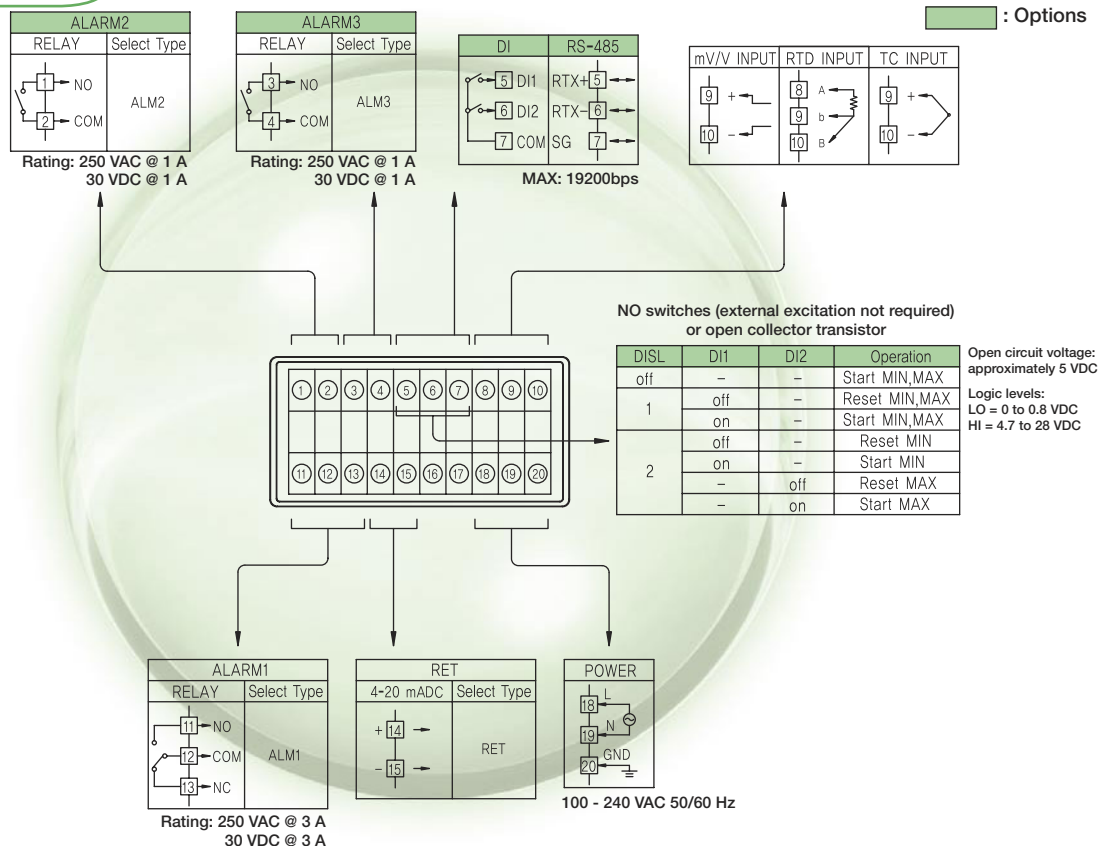 : Options
ALARM2
RELAY Select Type
1 NO
ALM2
2 COM
Rating: 250 VAC @ 1 A
30 VDC @ 1 A
ALARM3
RELAY Select Type
3 NO
ALM3
4 COM
Rating: 250 VAC @ 1 A
30 VDC @ 1 A
DI RS-485
5 DI1 RTX+ 5
6 DI2 RTX- 6
7 COM SG 7
MAX: 19200bps
mV/V INPUT RTD INPUT TC INPUT
9 + 8 A 9 +
9 b
10 - 10 B 10 -
NO switches (external excitation not required)
or open collector transistor
DISL DI1 DI2 Operation
off – – Start MIN,MAX
1 off – Reset MIN,MAX
on – Start MIN,MAX
2 off – Reset MIN
on – Start MIN
– off Reset MAX
– on Start MAX
Open circuit voltage:
approximately 5 VDC
Logic levels:
LO = 0 to 0.8 VDC
HI = 4.7 to 28 VDC
1 2 3 4 5 6 7 8 9 10
11 12 13 14 15 16 17 18 19 20
ALARM1
RELAY Select Type
11 NO
12 COM ALM1
13 NC
Rating: 250 VAC @ 3 A
30 VDC @ 3 A
RET
4-20 mADC Select Type
+ 14
RET
- 15
POWER
18 L
19 N
20 GND
100 - 240 VAC 50/60 Hz